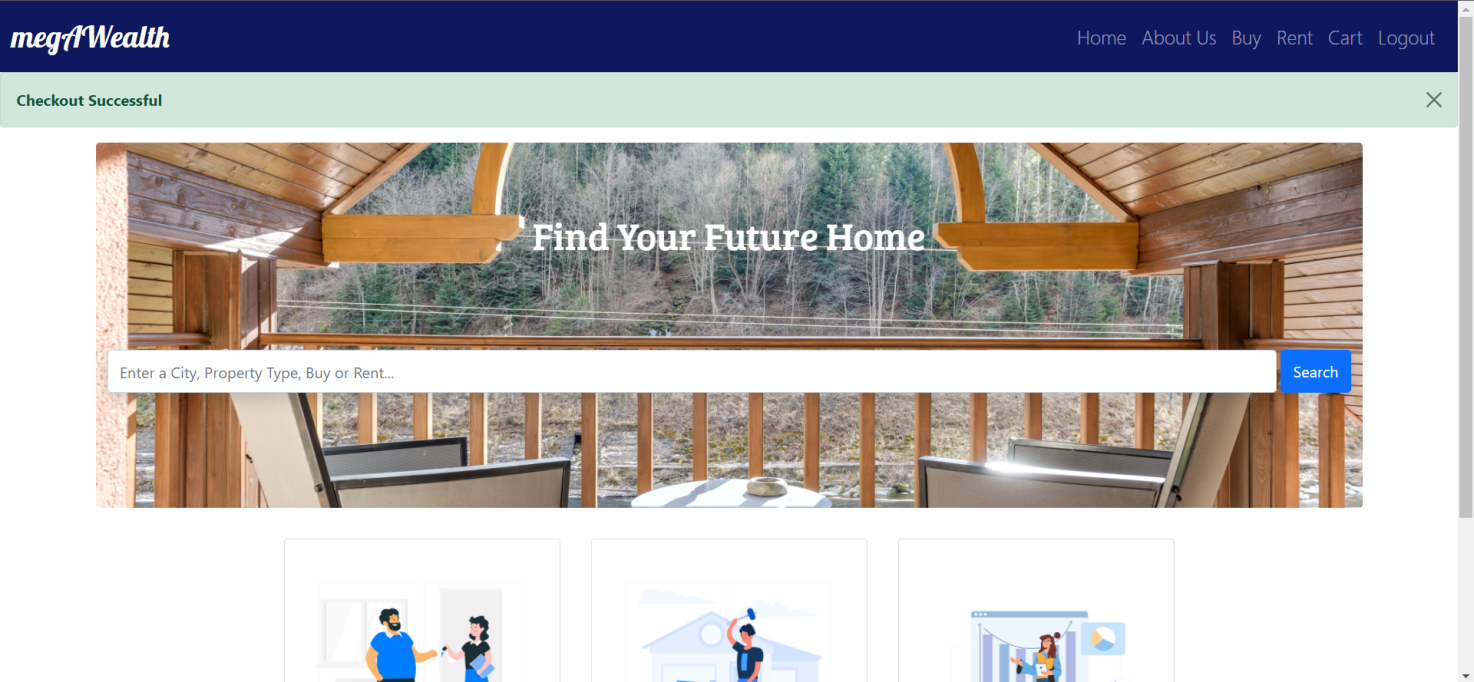 megAWealth
Home About Us Buy Rent Cart Logout
Checkout Successful
Find Your Future Home
Enter a City, Property Type, Buy or Rent...
Search